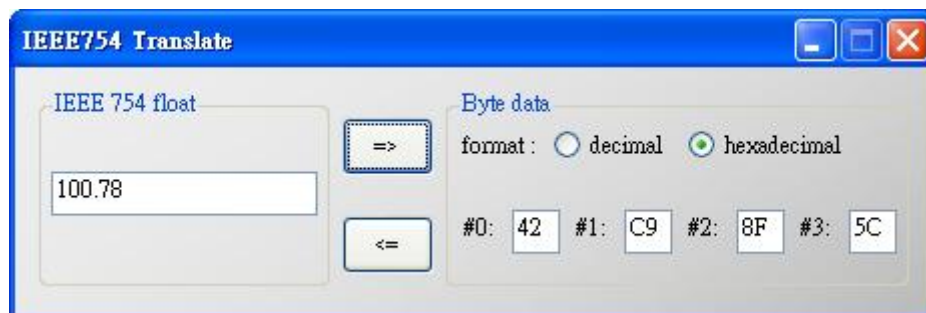 IEEE754 Translate
IEEE 754 float
100.78
=>
<=
Byte data
format : decimal hexadecimal
#0: 42 #1: C9 #2: 8F #3: 5C